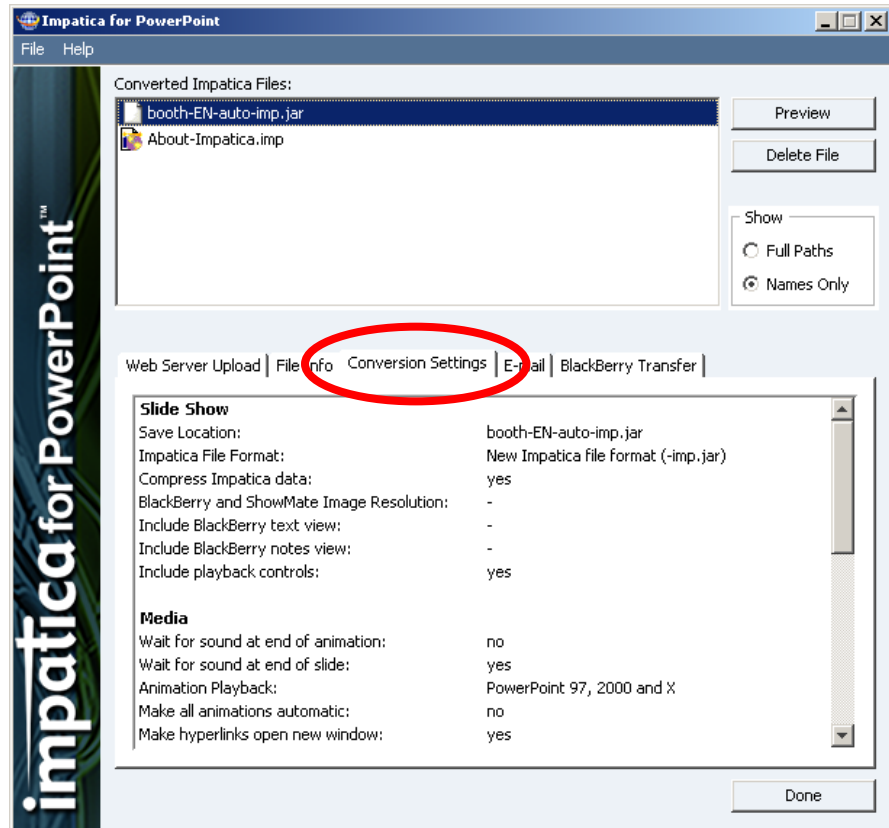 Impatica for PowerPoint
File Help
Converted Impatica Files:
booth-EN-auto-imp.jar
About-Impatica.imp
Preview
Delete File
Show
Full Paths
Names Only
impatica for PowerPoint™
Web Server Upload File Info Conversion Settings E-mail BlackBerry Transfer
Slide Show
Save Location: booth-EN-auto-imp.jar
Impatica File Format: New Impatica file format (-imp.jar)
Compress Impatica data: yes
BlackBerry and ShowMate Image Resolution: -
Include BlackBerry text view: -
Include BlackBerry notes view: -
Include playback controls: yes
Media
Wait for sound at end of animation: no
Wait for sound at end of slide: yes
Animation Playback: PowerPoint 97, 2000 and X
Make all animations automatic: no
Make hyperlinks open new window: yes
Done